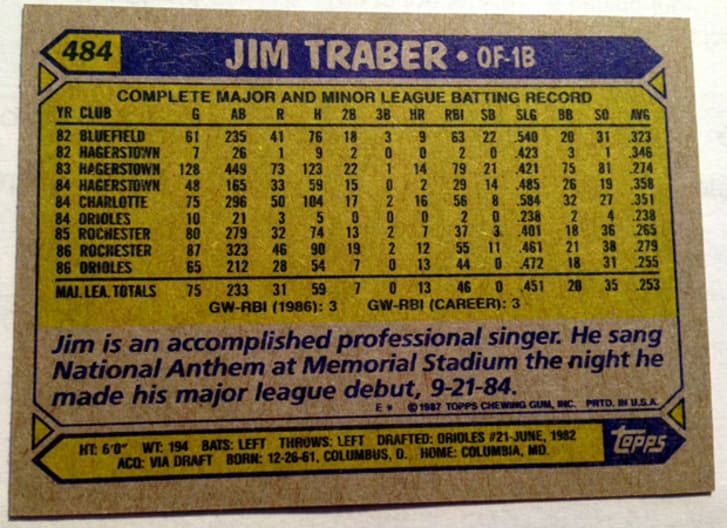 484 JIM TRABER • OF-1B
COMPLETE MAJOR AND MINOR LEAGUE BATTING RECORD
YR CLUB G AB R H 2B 3B HR RBI SB SLG BB SO AVG
82 BLUEFIELD 61 235 41 76 18 3 9 63 22 .540 20 31 .323
82 HAGERSTOWN 7 26 1 9 2 0 0 2 0 .423 3 1 .346
83 HAGERSTOWN 128 449 73 123 22 1 14 79 21 .421 75 81 .274
84 HAGERSTOWN 48 165 33 59 15 0 2 29 14 .485 26 19 .358
84 CHARLOTTE 75 296 50 104 17 2 16 56 8 .584 32 27 .351
84 ORIOLES 10 21 3 5 0 0 0 2 0 .238 2 4 .238
85 ROCHESTER 80 279 32 74 13 2 7 37 3 .401 18 36 .265
86 ROCHESTER 87 323 46 90 19 2 12 55 11 .461 21 38 .279
86 ORIOLES 65 212 28 54 7 0 13 44 0 .472 18 31 .255
MAJ. LEA. TOTALS 75 233 31 59 7 0 13 46 0 .451 20 35 .253
GW-RBI (1986): 3 GW-RBI (CAREER): 3
Jim is an accomplished professional singer. He sang
National Anthem at Memorial Stadium the night he
made his major league debut, 9-21-84.
E * © 1987 TOPPS CHEWING GUM, INC. PRTD. IN U.S.A.
HT: 6'0" WT: 194 BATS: LEFT THROWS: LEFT DRAFTED: ORIOLES #21-JUNE, 1982
ACQ: VIA DRAFT BORN: 12-26-61, COLUMBUS, O. HOME: COLUMBIA, MD.
topps